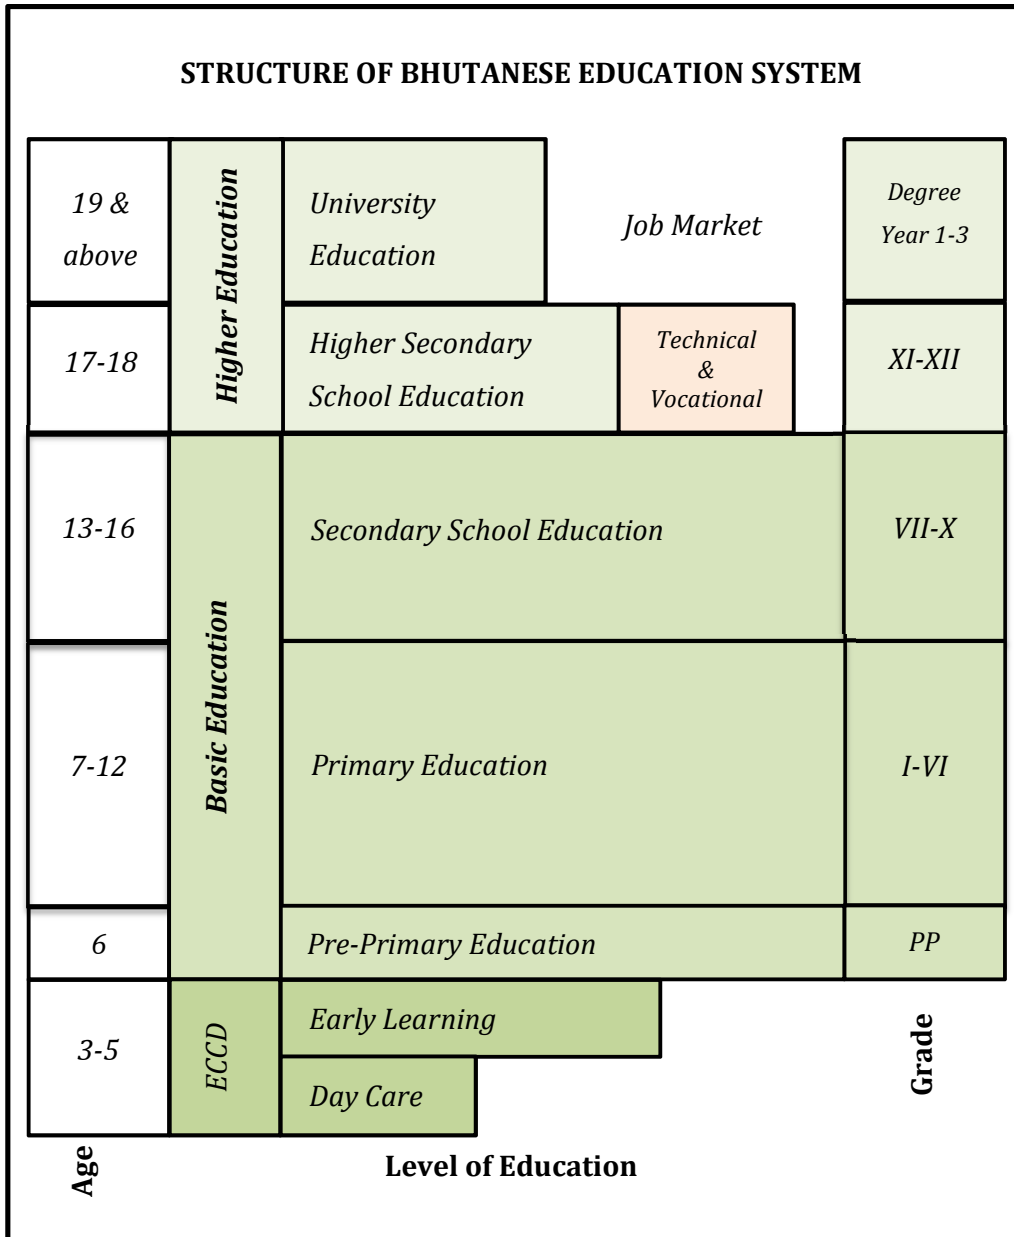 STRUCTURE OF BHUTANESE EDUCATION SYSTEM
19 &
above
Higher Education
University
Education
Job Market
Degree
Year 1-3
17-18
Higher Secondary
School Education
Technical
&
Vocational
XI-XII
13-16
Basic Education
Secondary School Education
VII-X
7-12
Primary Education
I-VI
6
Pre-Primary Education
PP
3-5
ECCD
Early Learning
Day Care
Grade
Age
Level of Education